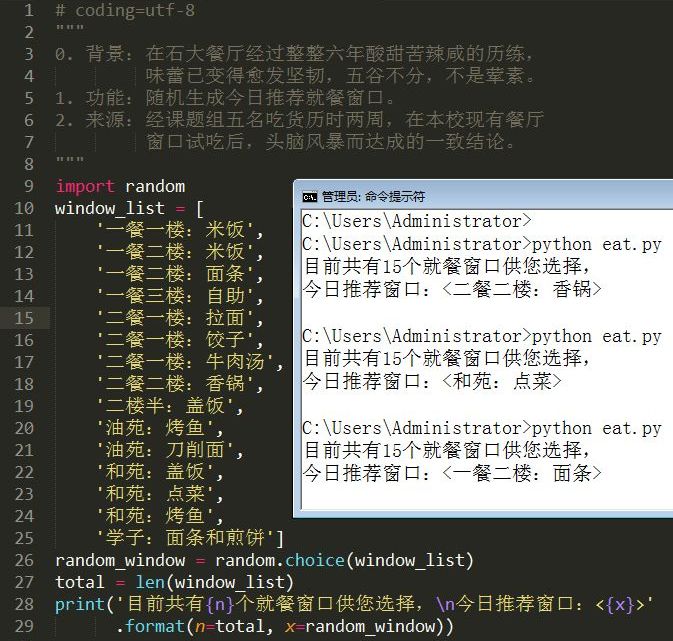 1 # coding=utf-8
2 """
3 0. 背景：在石大餐厅经过整整六年酸甜苦辣咸的历练，
4 味蕾已变得愈发坚韧，五谷不分，不是荤素。
5 1. 功能：随机生成今日推荐就餐窗口。
6 2. 来源：经课题组五名吃货历时两周，在本校现有餐厅
7 窗口试吃后，头脑风暴而达成的一致结论。
8 """
9 import random
10 window_list = [
11 '一餐一楼：米饭',
12 '一餐二楼：米饭',
13 '一餐二楼：面条',
14 '一餐三楼：自助',
15 '二餐一楼：拉面',
16 '二餐一楼：饺子',
17 '二餐一楼：牛肉汤',
18 '二餐二楼：香锅',
19 '二楼半：盖饭',
20 '油苑：烤鱼',
21 '油苑：刀削面',
22 '和苑：盖饭',
23 '和苑：点菜',
24 '和苑：烤鱼',
25 '学子：面条和煎饼']
26 random_window = random.choice(window_list)
27 total = len(window_list)
28 print('目前共有{n}个就餐窗口供您选择，\n今日推荐窗口：<{x}>'
29 .format(n=total, x=random_window))
管理员: 命令提示符
C:\Users\Administrator>
C:\Users\Administrator>python eat.py
目前共有15个就餐窗口供您选择，
今日推荐窗口：<二餐二楼：香锅>
C:\Users\Administrator>python eat.py
目前共有15个就餐窗口供您选择，
今日推荐窗口：<和苑：点菜>
C:\Users\Administrator>python eat.py
目前共有15个就餐窗口供您选择，
今日推荐窗口：<一餐二楼：面条>